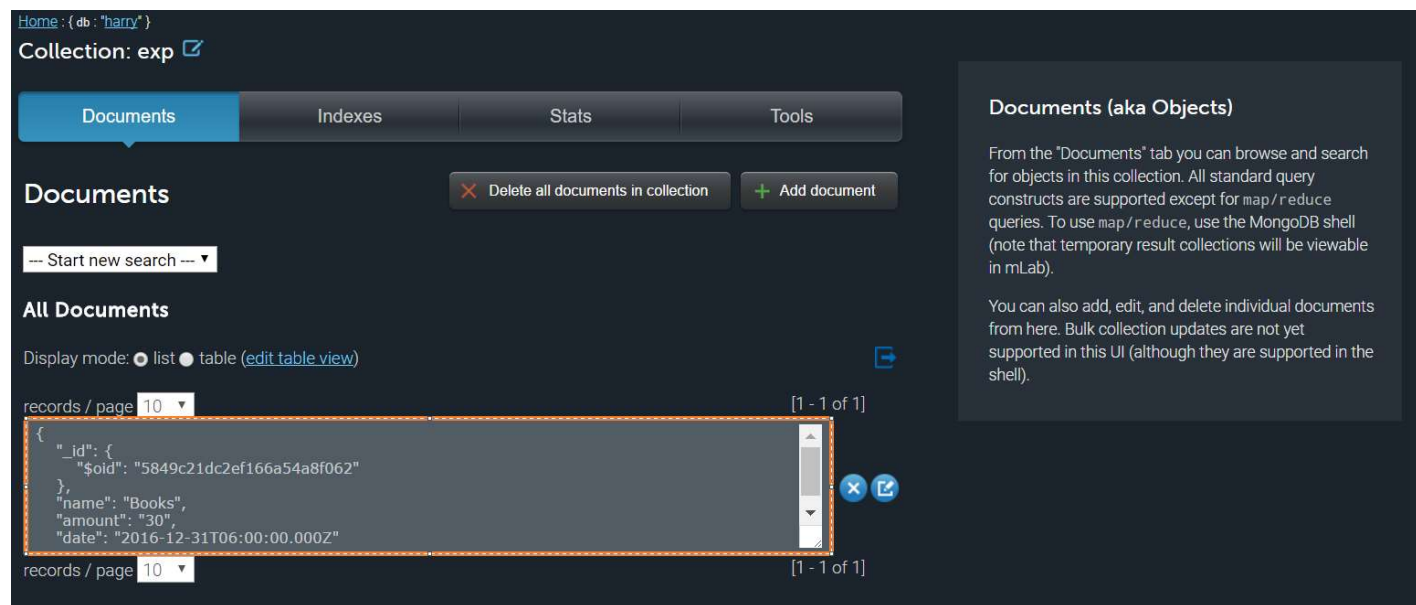 Home : { db : "harry" }
Collection: exp
Documents Indexes Stats Tools
Documents
Delete all documents in collection
Add document
--- Start new search ---
All Documents
Display mode: list table (edit table view)
records / page 10 [1 - 1 of 1]
{
"_id": {
"$oid": "5849c21dc2ef166a54a8f062"
},
"name": "Books",
"amount": "30",
"date": "2016-12-31T06:00:00.000Z"
records / page 10 [1 - 1 of 1]
Documents (aka Objects)
From the "Documents" tab you can browse and search
for objects in this collection. All standard query
constructs are supported except for map/reduce
queries. To use map/reduce, use the MongoDB shell
(note that temporary result collections will be viewable
in mLab).
You can also add, edit, and delete individual documents
from here. Bulk collection updates are not yet
supported in this UI (although they are supported in the
shell).